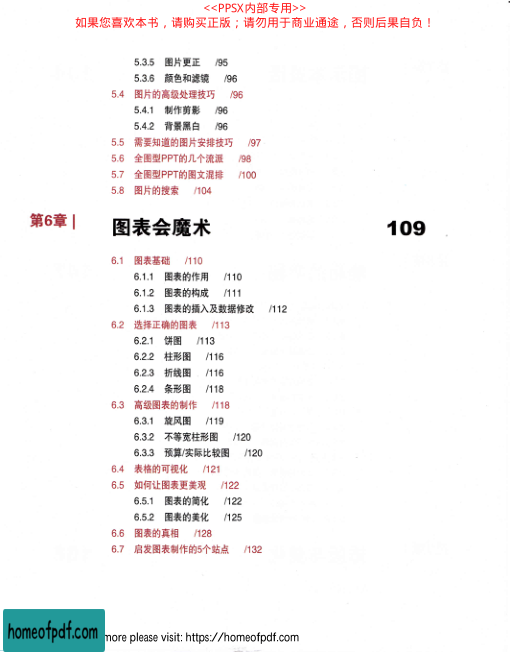 <<PPSX内部专用>>
如果您喜欢本书，请购买正版；请勿用于商业通途，否则后果自负！
5.3.5 图片更正 /95
5.3.6 颜色和滤镜 /96
5.4 图片的高级处理技巧 /96
5.4.1 制作剪影 /96
5.4.2 背景黑白 /96
5.5 需要知道的图片安排技巧 /97
5.6 全图型PPT的几个流派 /98
5.7 全图型PPT的图文混排 /100
5.8 图片的搜索 /104
第6章 | 图表会魔术 109
6.1 图表基础 /110
6.1.1 图表的作用 /110
6.1.2 图表的构成 /111
6.1.3 图表的插入及数据修改 /112
6.2 选择正确的图表 /113
6.2.1 饼图 /113
6.2.2 柱形图 /116
6.2.3 折线图 /116
6.2.4 条形图 /118
6.3 高级图表的制作 /118
6.3.1 旋风图 /119
6.3.2 不等宽柱形图 /120
6.3.3 预算/实际比较图 /120
6.4 表格的可视化 /121
6.5 如何让图表更美观 /122
6.5.1 图表的简化 /122
6.5.2 图表的美化 /125
6.6 图表的真相 /128
6.7 启发图表制作的5个站点 /132
homeofpdf.com
more please visit: https://homeofpdf.com